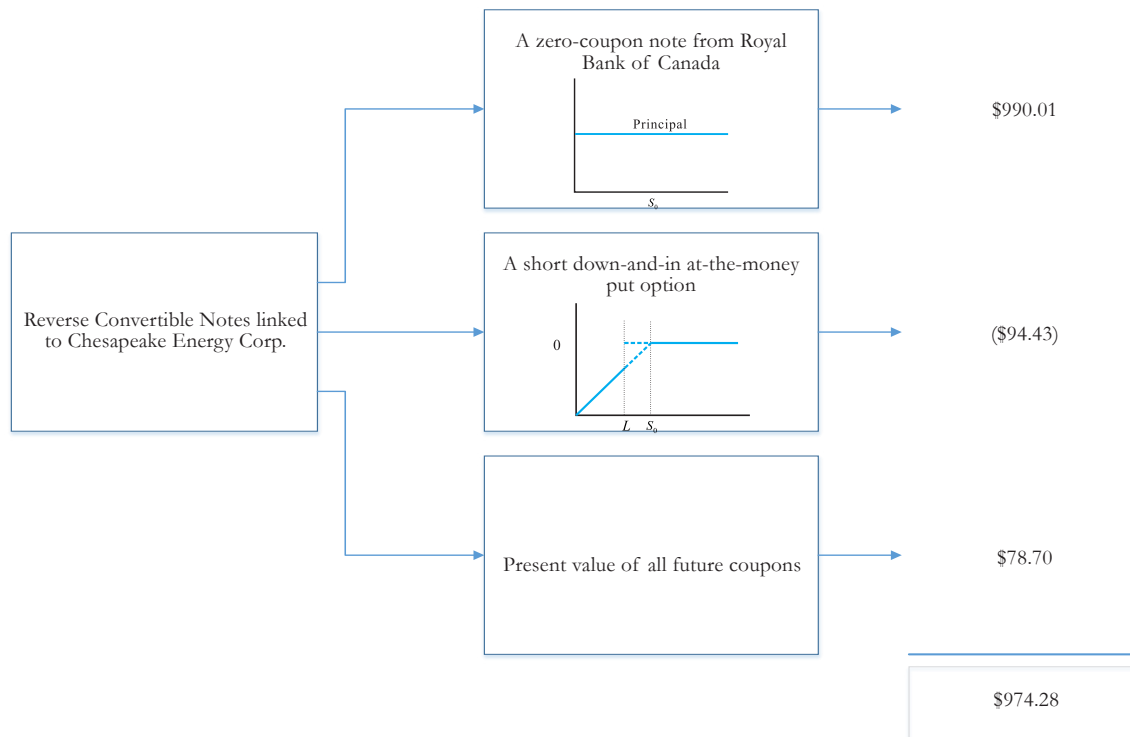 A zero-coupon note from Royal
Bank of Canada
Principal
S₀
$990.01
Reverse Convertible Notes linked
to Chesapeake Energy Corp.
A short down-and-in at-the-money
put option
0
L S₀
($94.43)
Present value of all future coupons
$78.70
$974.28